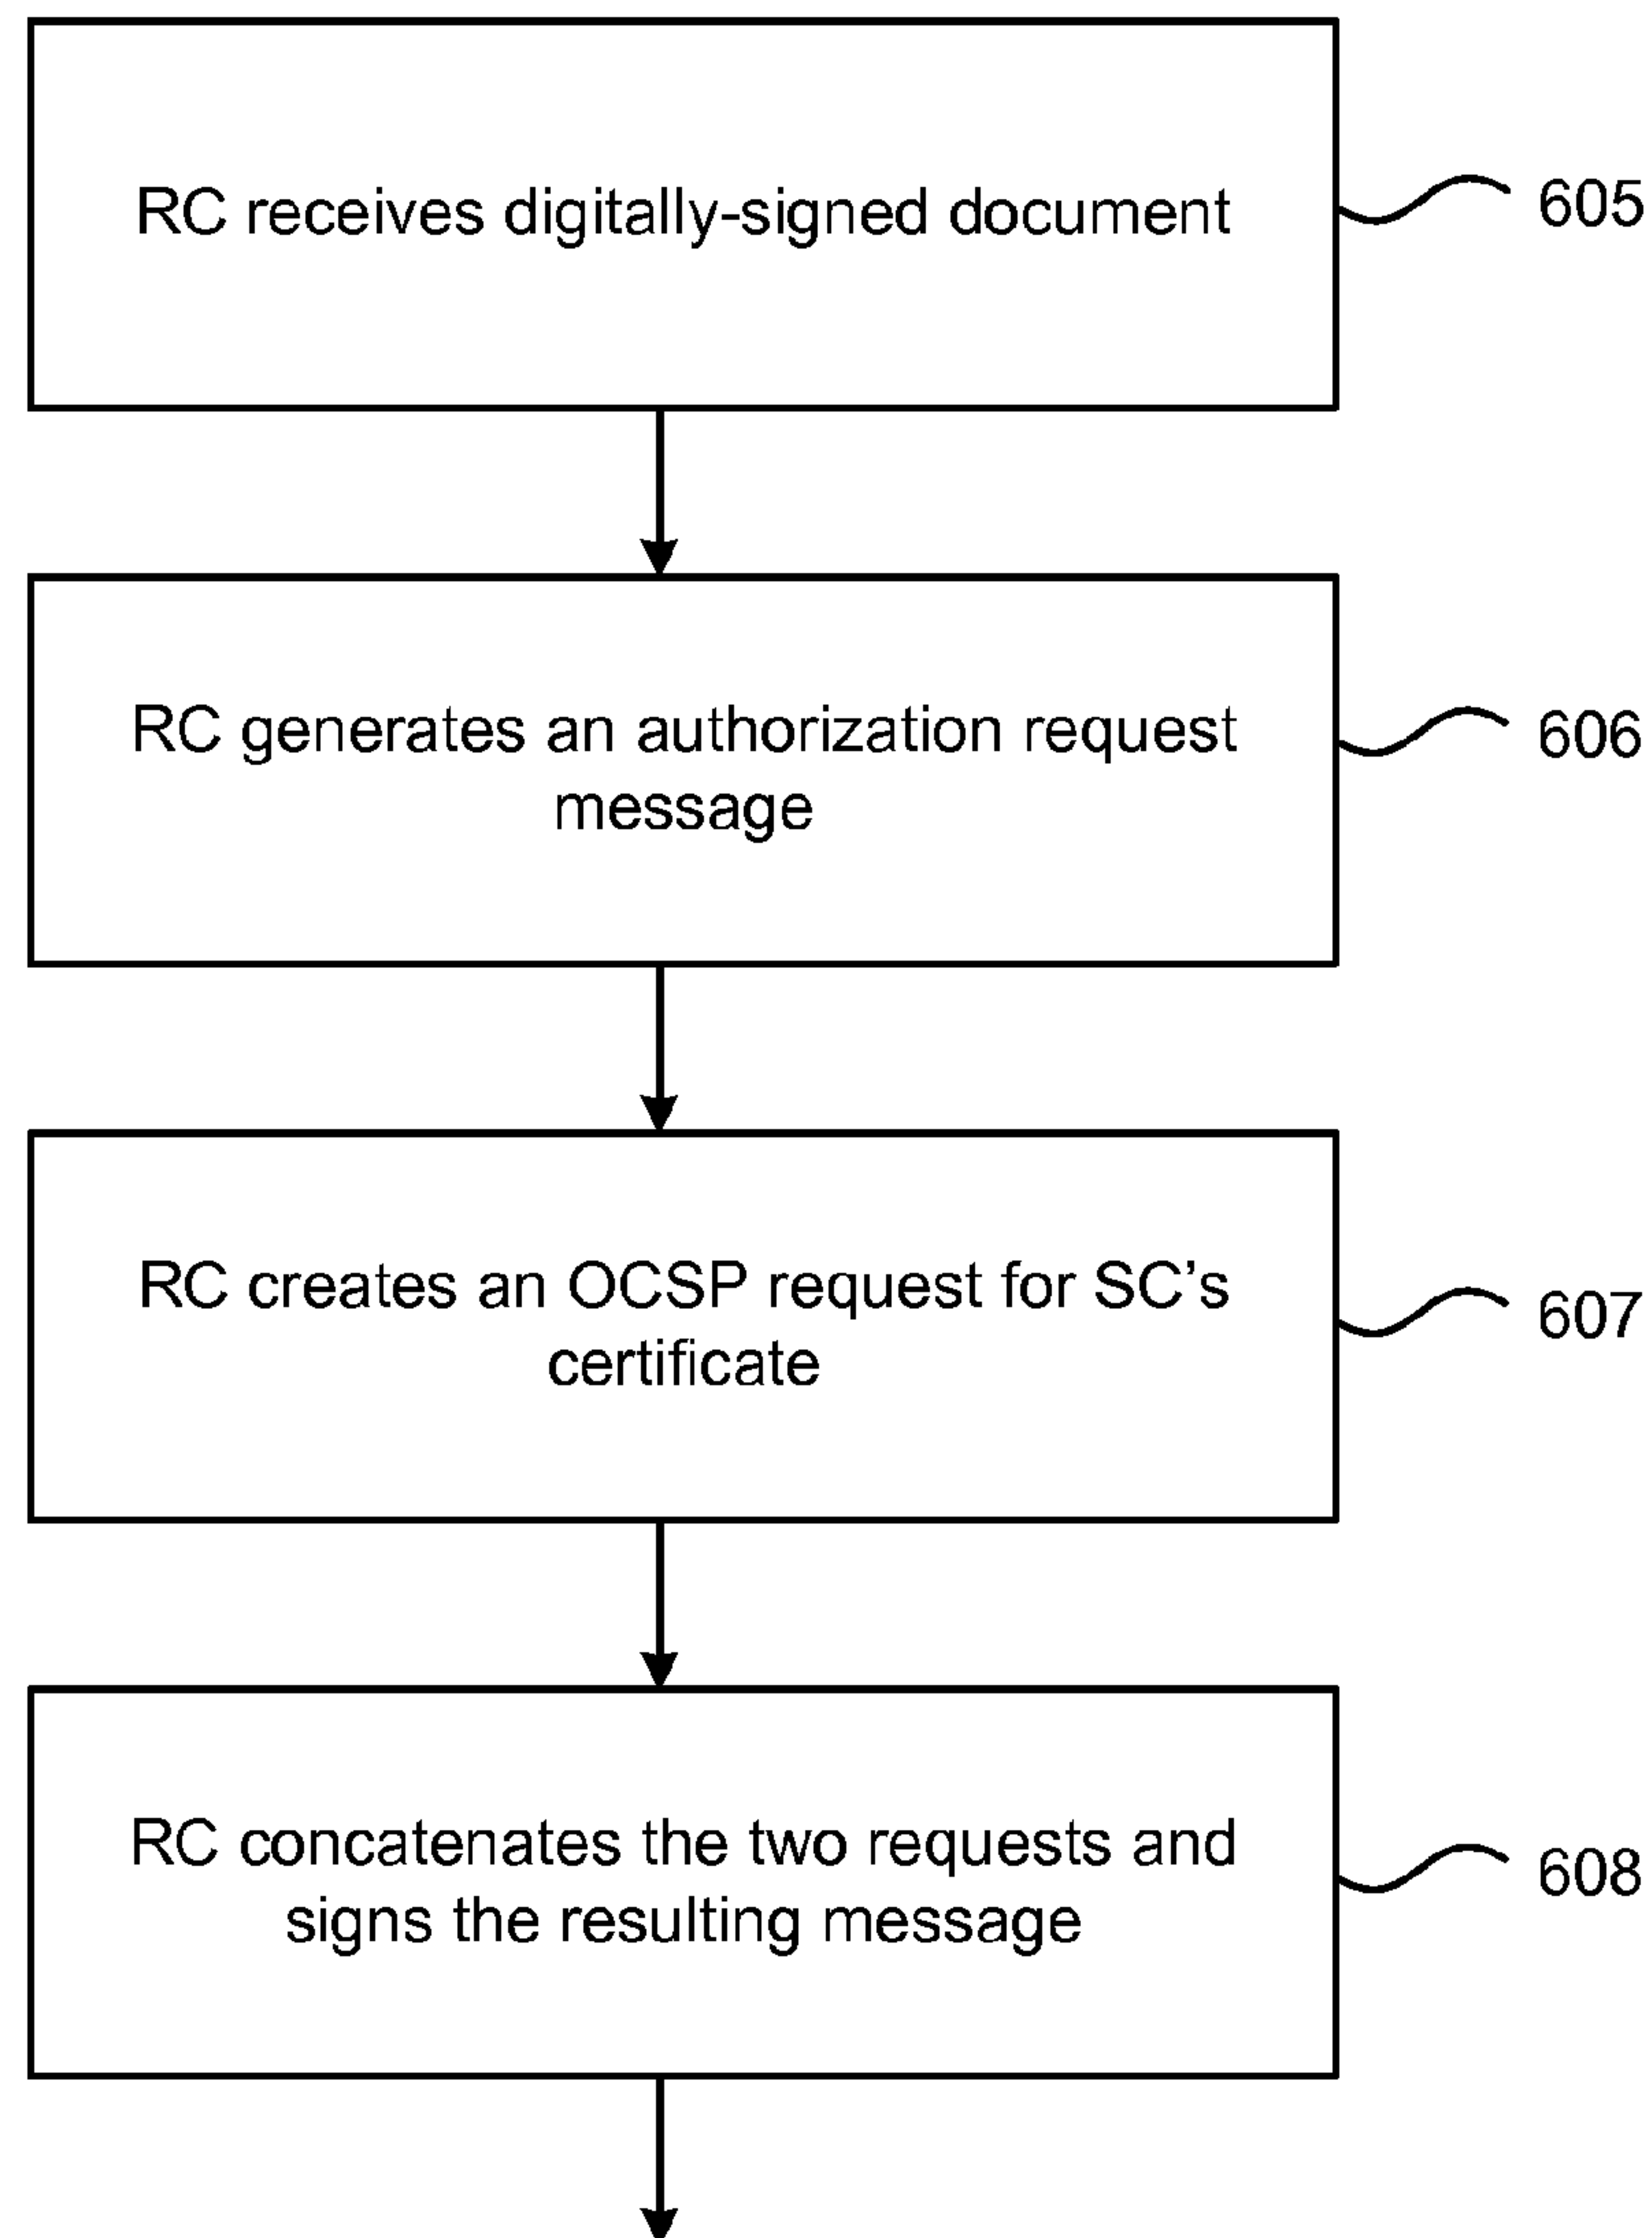 RC receives digitally-signed document
605
RC generates an authorization request
message
606
RC creates an OCSP request for SC's
certificate
607
RC concatenates the two requests and
signs the resulting message
608